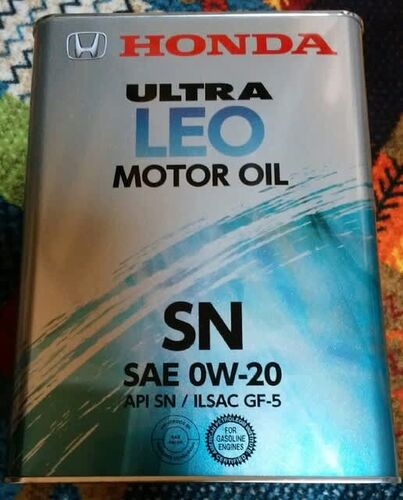 HONDA
ULTRA
LEO
MOTOR OIL
SN
SAE 0W-20
API SN / ILSAC GF-5
FOR
GASOLINE
ENGINES